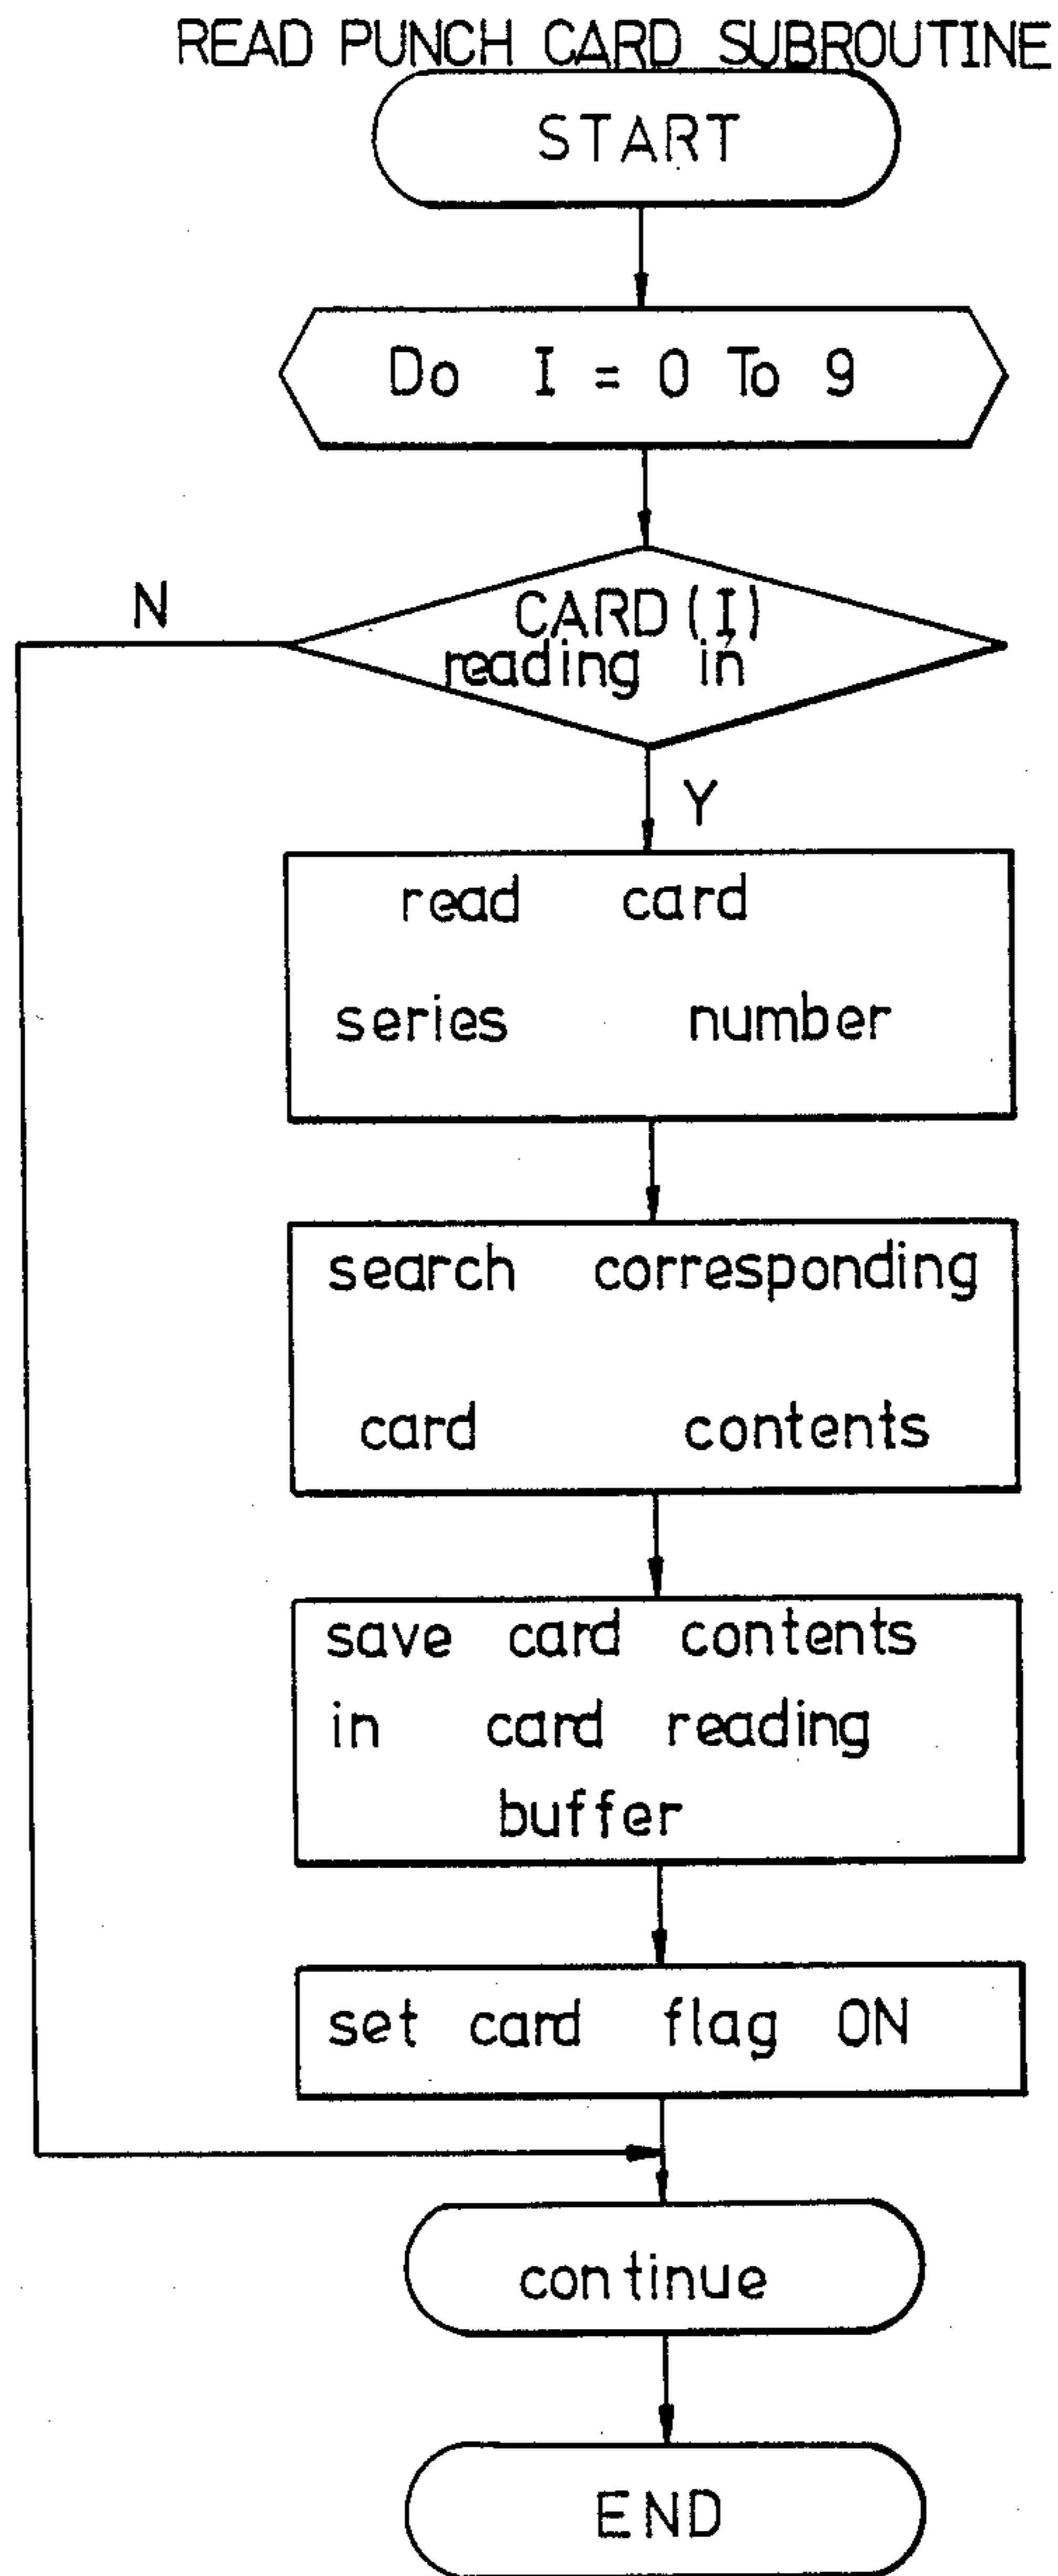 READ PUNCH CARD SUBROUTINE
START
Do I = 0 To 9
CARD (I)
reading in
N
Y
read card
series number
search corresponding
card contents
save card contents
in card reading
buffer
set card flag ON
continue
END